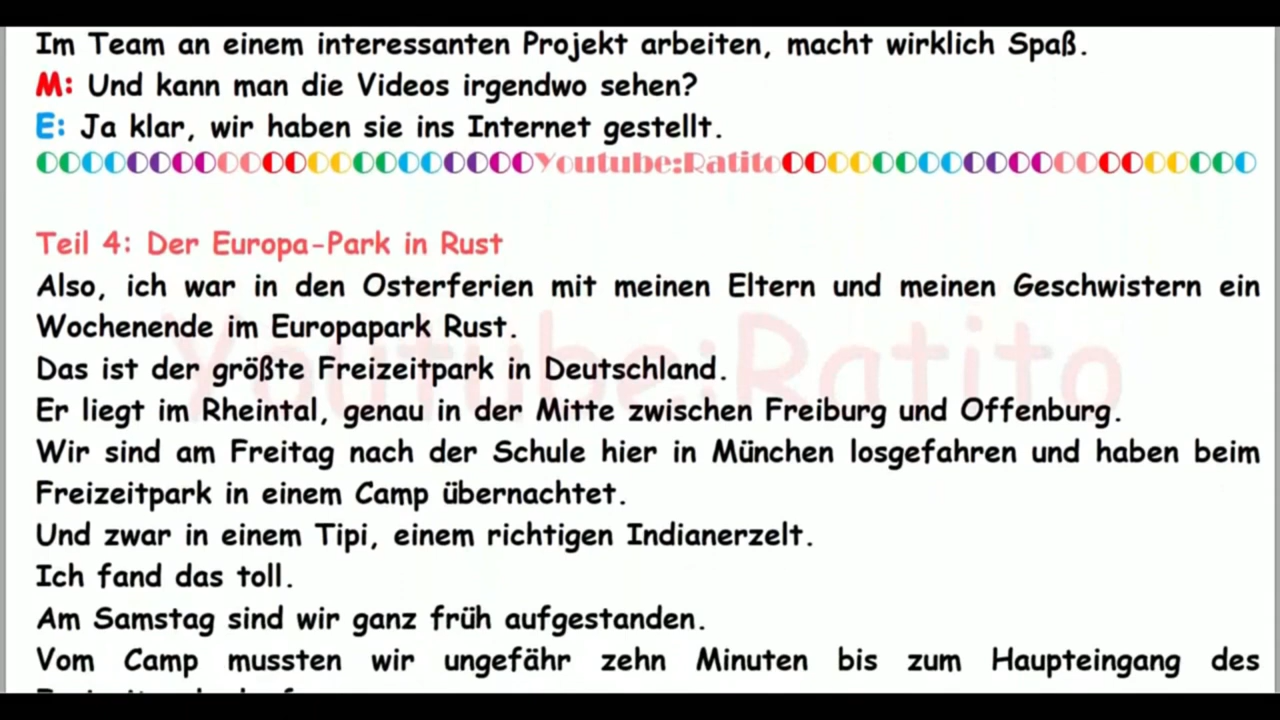 Im Team an einem interessanten Projekt arbeiten, macht wirklich Spaß.
M: Und kann man die Videos irgendwo sehen?
E: Ja klar, wir haben sie ins Internet gestellt.
Youtube:Ratito
Teil 4: Der Europa-Park in Rust
Also, ich war in den Osterferien mit meinen Eltern und meinen Geschwistern ein
Wochenende im Europapark Rust.
Youtube:Ratito
Das ist der größte Freizeitpark in Deutschland.
Er liegt im Rheintal, genau in der Mitte zwischen Freiburg und Offenburg.
Wir sind am Freitag nach der Schule hier in München losgefahren und haben beim
Freizeitpark in einem Camp übernachtet.
Und zwar in einem Tipi, einem richtigen Indianerzelt.
Ich fand das toll.
Am Samstag sind wir ganz früh aufgestanden.
Vom Camp mussten wir ungefähr zehn Minuten bis zum Haupteingang des